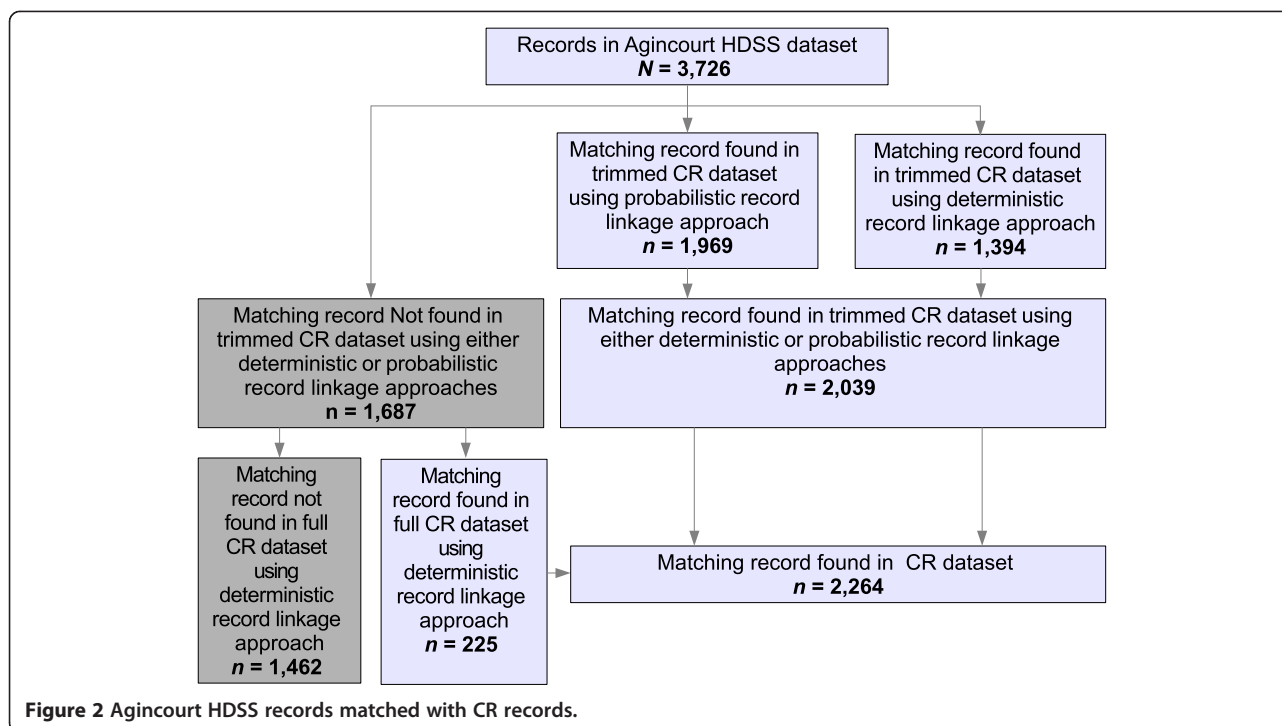 Records in Agincourt HDSS dataset
N = 3,726
Matching record found in
trimmed CR dataset
using probabilistic record
linkage approach
n = 1,969
Matching record found
in trimmed CR dataset
using deterministic
record linkage approach
n = 1,394
Matching record Not found in
trimmed CR dataset using either
deterministic or probabilistic
record linkage approaches
n = 1,687
Matching record found in trimmed CR dataset using
either deterministic or probabilistic record linkage
approaches
n = 2,039
Matching
record not
found in full
CR dataset
using
deterministic
record linkage
approach
n = 1,462
Matching
record found in
full CR dataset
using
deterministic
record linkage
approach
n = 225
Matching record found in CR dataset
n = 2,264
Figure 2 Agincourt HDSS records matched with CR records.